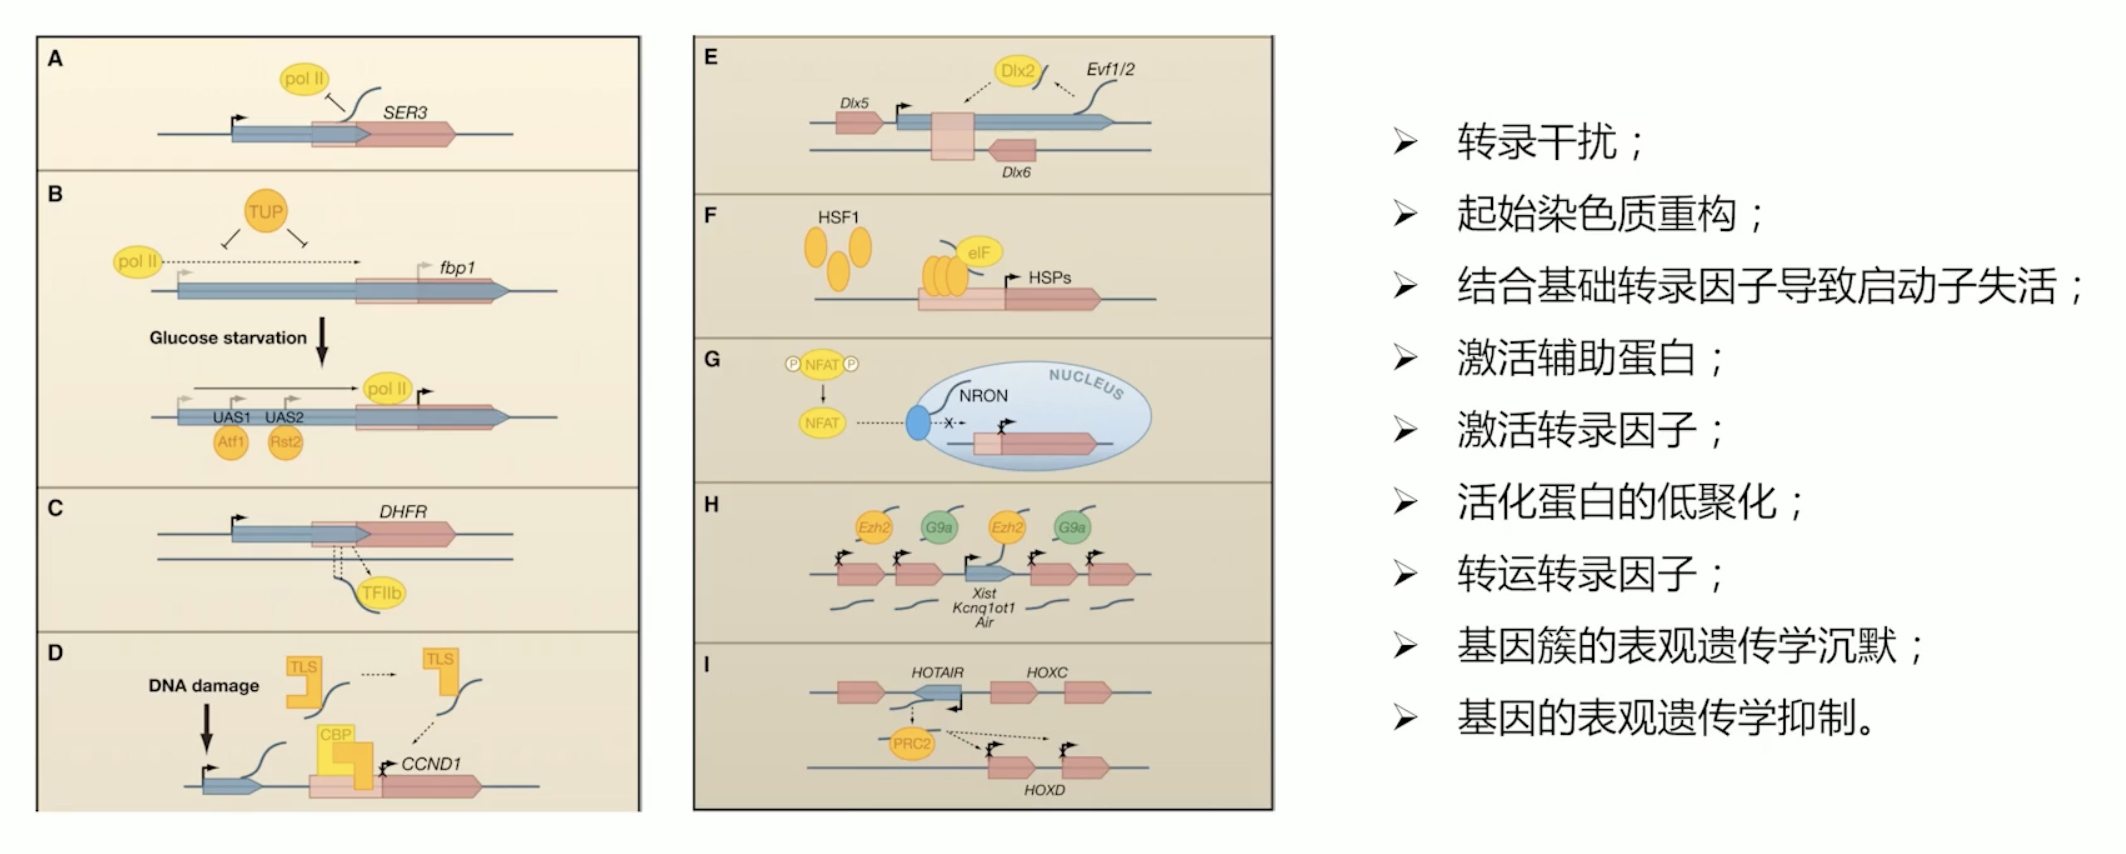 A
pol II
SER3
B
TUP
pol II
fbp1
Glucose starvation
pol II
UAS1 UAS2
Atf1 Rst2
C
DHFR
TFIIb
D
TLS TLS
DNA damage
CBP
CCND1
E
Dlx2 Evf1/2
Dlx5
Dlx6
F
HSF1
eIF
HSPs
G
P NFAT P
NUCLEUS
NRON
NFAT
X
H
Ezh2 G9a Ezh2 G9a
Xist
Kcnq1ot1
Air
I
HOTAIR HOXC
PRC2
HOXD
➢ 转录干扰；
➢ 起始染色质重构；
➢ 结合基础转录因子导致启动子失活；
➢ 激活辅助蛋白；
➢ 激活转录因子；
➢ 活化蛋白的低聚化；
➢ 转运转录因子；
➢ 基因簇的表观遗传学沉默；
➢ 基因的表观遗传学抑制。